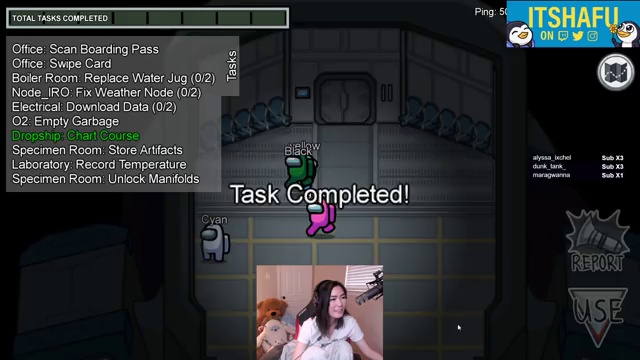 TOTAL TASKS COMPLETED
Ping: 50
ITSHAFU
ON
Office: Scan Boarding Pass
Office: Swipe Card
Boiler Room: Replace Water Jug (0/2)
Node_IRO: Fix Weather Node (0/2)
Electrical: Download Data (0/2)
O2: Empty Garbage
Dropship: Chart Course
Specimen Room: Store Artifacts
Laboratory: Record Temperature
Specimen Room: Unlock Manifolds
Tasks
yellow
Black
Task Completed!
Cyan
alyssa_ixchel Sub X3
dunk_tank_ Sub X3
maragwanna Sub X1
REPORT
USE